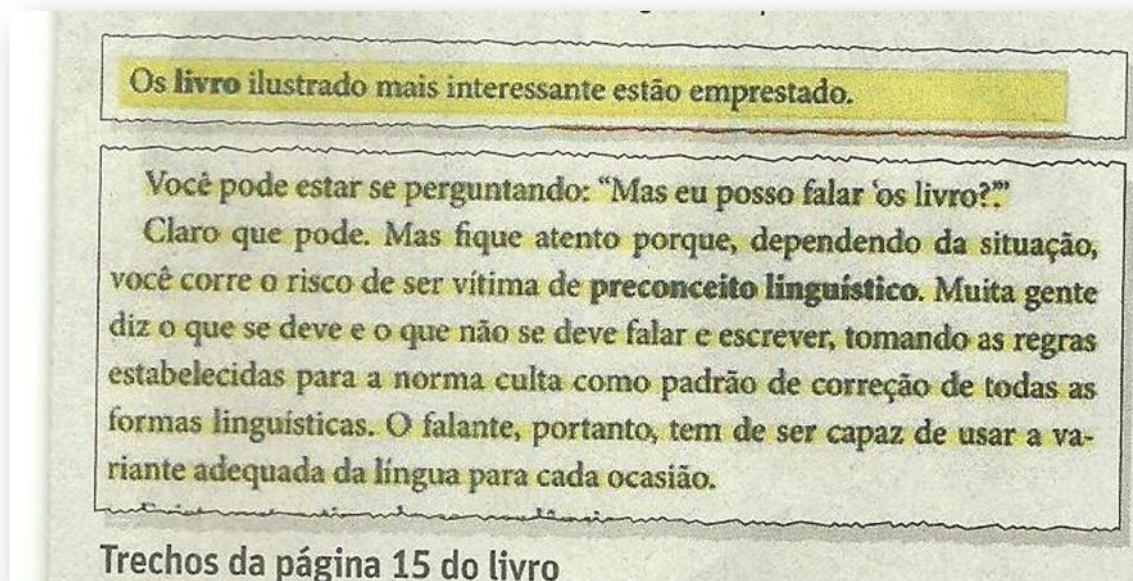 Os livro ilustrado mais interessante estão emprestado.
Você pode estar se perguntando: “Mas eu posso falar ‘os livro?’.”
Claro que pode. Mas fique atento porque, dependendo da situação,
você corre o risco de ser vítima de preconceito linguístico. Muita gente
diz o que se deve e o que não se deve falar e escrever, tomando as regras
estabelecidas para a norma culta como padrão de correção de todas as
formas linguísticas. O falante, portanto, tem de ser capaz de usar a va-
riante adequada da língua para cada ocasião.
Trechos da página 15 do livro